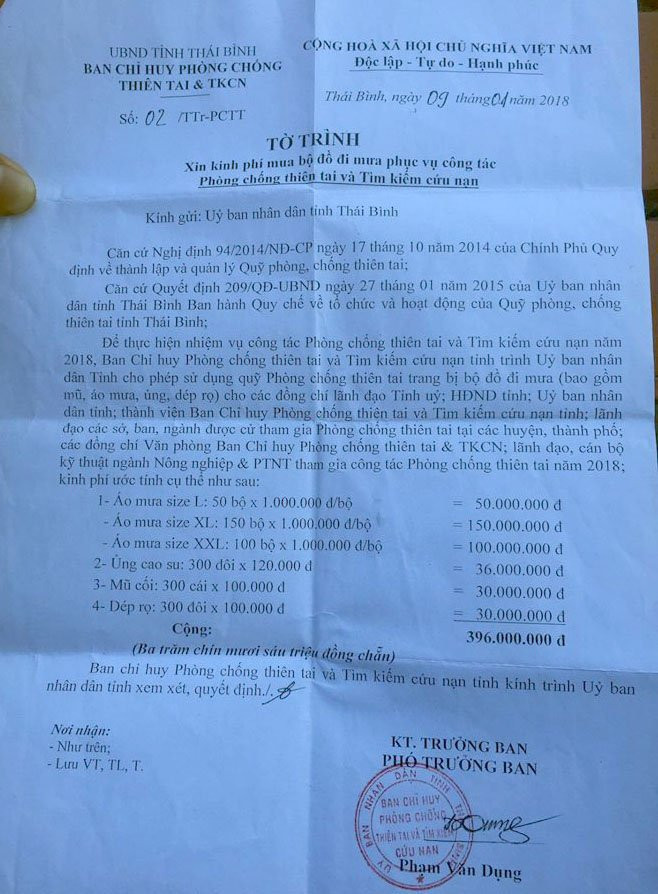 UBND TỈNH THÁI BÌNH
BAN CHỈ HUY PHÒNG CHỐNG
THIÊN TAI & TKCN
Số: 02 /TTr-PCTT
CỘNG HOÀ XÃ HỘI CHỦ NGHĨA VIỆT NAM
Độc lập - Tự do - Hạnh phúc
Thái Bình, ngày 09 tháng 01 năm 2018
TỜ TRÌNH
Xin kinh phí mua bộ đồ đi mưa phục vụ công tác
Phòng chống thiên tai và Tìm kiếm cứu nạn
Kính gửi: Uỷ ban nhân dân tỉnh Thái Bình
Căn cứ Nghị định 94/2014/NĐ-CP ngày 17 tháng 10 năm 2014 của Chính Phủ Quy
định về thành lập và quản lý Quỹ phòng, chống thiên tai;
Căn cứ Quyết định 209/QĐ-UBND ngày 27 tháng 01 năm 2015 của Uỷ ban nhân
dân tỉnh Thái Bình Ban hành Quy chế về tổ chức và hoạt động của Quỹ phòng, chống
thiên tai tỉnh Thái Bình;
Để thực hiện nhiệm vụ công tác Phòng chống thiên tai và Tìm kiếm cứu nạn năm
2018, Ban Chỉ huy Phòng chống thiên tai và Tìm kiếm cứu nạn tỉnh trình Uỷ ban nhân
dân Tỉnh cho phép sử dụng quỹ Phòng chống thiên tai trang bị bộ đồ đi mưa (bao gồm
mũ, áo mưa, ủng, dép rọ) cho các đồng chí lãnh đạo Tỉnh uỷ; HĐND tỉnh; Uỷ ban nhân
dân tỉnh; thành viên Ban Chỉ huy Phòng chống thiên tai và Tìm kiếm cứu nạn tỉnh; lãnh
đạo các sở, ban, ngành được cử tham gia Phòng chống thiên tai tại các huyện, thành phố;
các đồng chí Văn phòng Ban Chỉ huy Phòng chống thiên tai & TKCN; lãnh đạo, cán bộ
kỹ thuật ngành Nông nghiệp & PTNT tham gia công tác Phòng chống thiên tai năm 2018;
kinh phí ước tính cụ thể như sau:
1- Áo mưa size L: 50 bộ x 1.000.000 đ/bộ = 50.000.000 đ
- Áo mưa size XL: 150 bộ x 1.000.000 đ/bộ = 150.000.000 đ
- Áo mưa size XXL: 100 bộ x 1.000.000 đ/bộ = 100.000.000 đ
2- Ủng cao su: 300 đôi x 120.000 đ = 36.000.000 đ
3- Mũ cối: 300 cái x 100.000 đ = 30.000.000 đ
4- Dép rọ: 300 đôi x 100.000 đ = 30.000.000 đ
Cộng: 396.000.000 đ
(Ba trăm chín mươi sáu triệu đồng chẵn)
Ban chỉ huy Phòng chống thiên tai và Tìm kiếm cứu nạn tỉnh kính trình Uỷ ban
nhân dân tỉnh xem xét, quyết định./.
Nơi nhận:
- Như trên;
- Lưu VT, TL, T.
KT. TRƯỞNG BAN
PHÓ TRƯỞNG BAN
UỶ BAN NHÂN DÂN TỈNH THÁI BÌNH
BAN CHỈ HUY
PHÒNG CHỐNG
THIÊN TAI VÀ TÌM KIẾM
CỨU NẠN
Phạm Văn Dụng